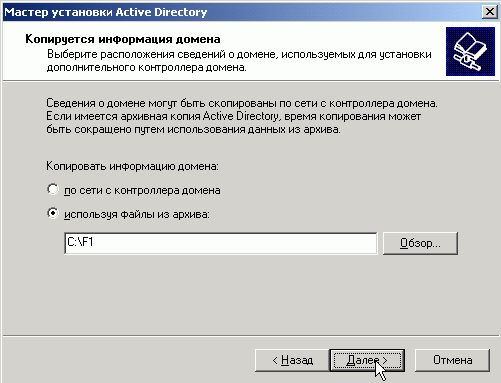 Мастер установки Active Directory
Копируется информация домена
Выберите расположения сведений о домене, используемых для установки
дополнительного контроллера домена.
Сведения о домене могут быть скопированы по сети с контроллера домена.
Если имеется архивная копия Active Directory, время копирования может
быть сокращено путем использования данных из архива.
Копировать информацию домена:
по сети с контроллера домена
используя файлы из архива:
C:\F1
Обзор...
< Назад
Далее >
Отмена